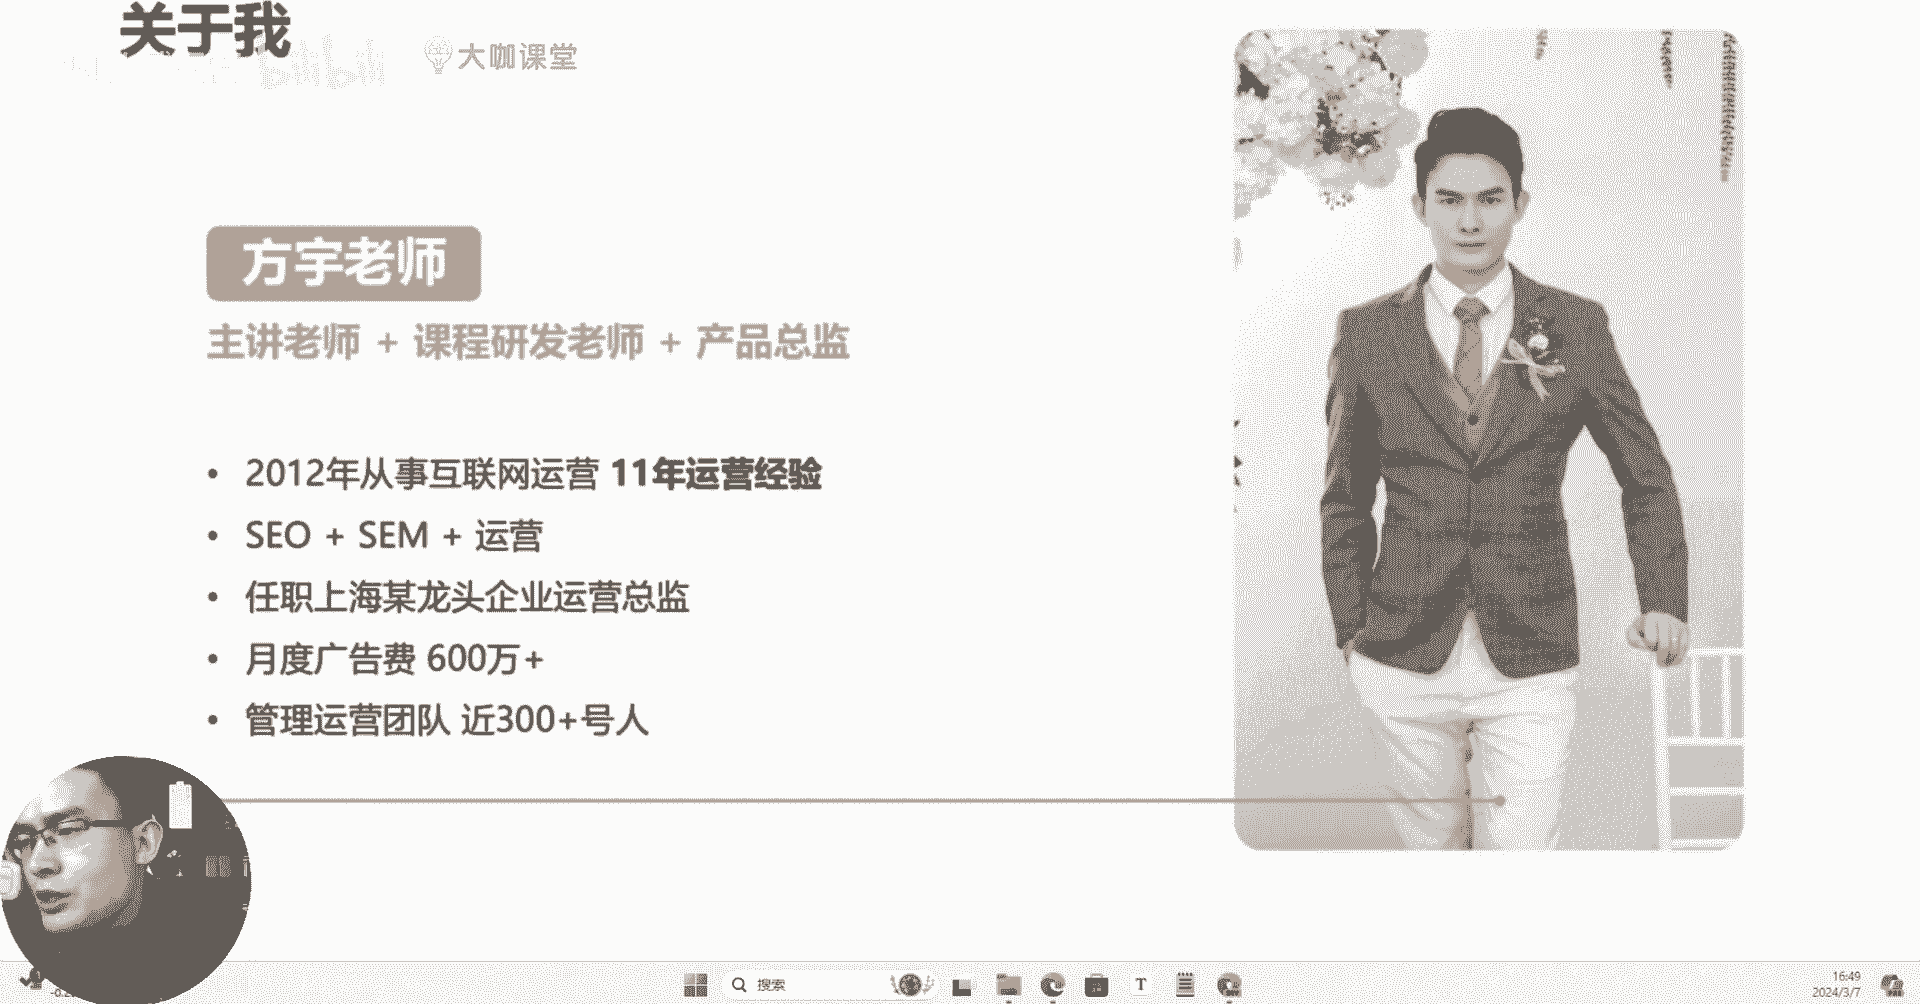 关于我
bilibili 大咖课堂
方宇老师
主讲老师 + 课程研发老师 + 产品总监
• 2012年从事互联网运营 11年运营经验
• SEO + SEM + 运营
• 任职上海某龙头企业运营总监
• 月度广告费 600万+
• 管理运营团队 近300+号人
搜索
T
16:49
2024/3/7